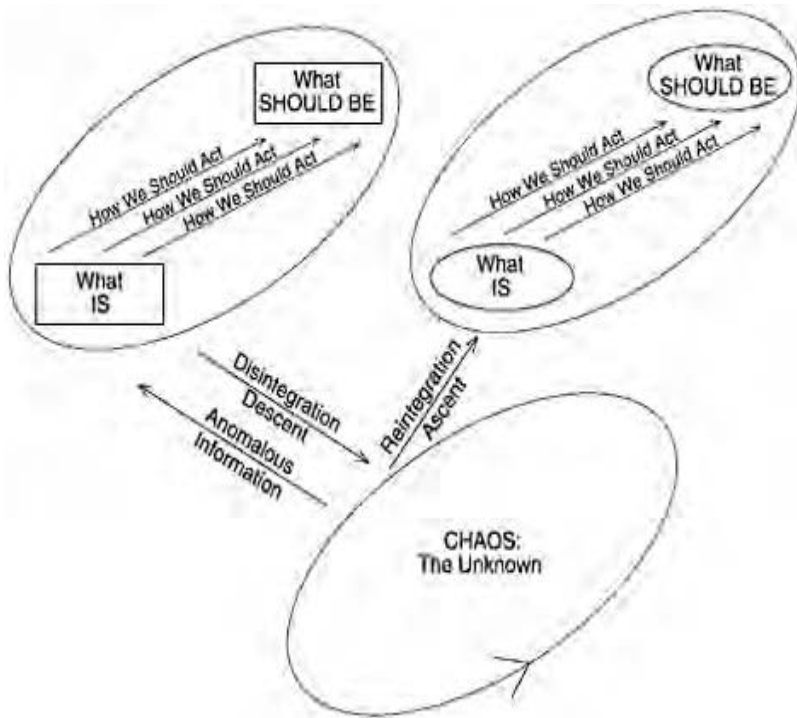 What
SHOULD BE
How We Should Act
How We Should Act
How We Should Act
What
IS
What
SHOULD BE
How We Should Act
How We Should Act
How We Should Act
What
IS
Disintegration
Descent
Anomalous
Information
Reintegration
Ascent
CHAOS:
The Unknown